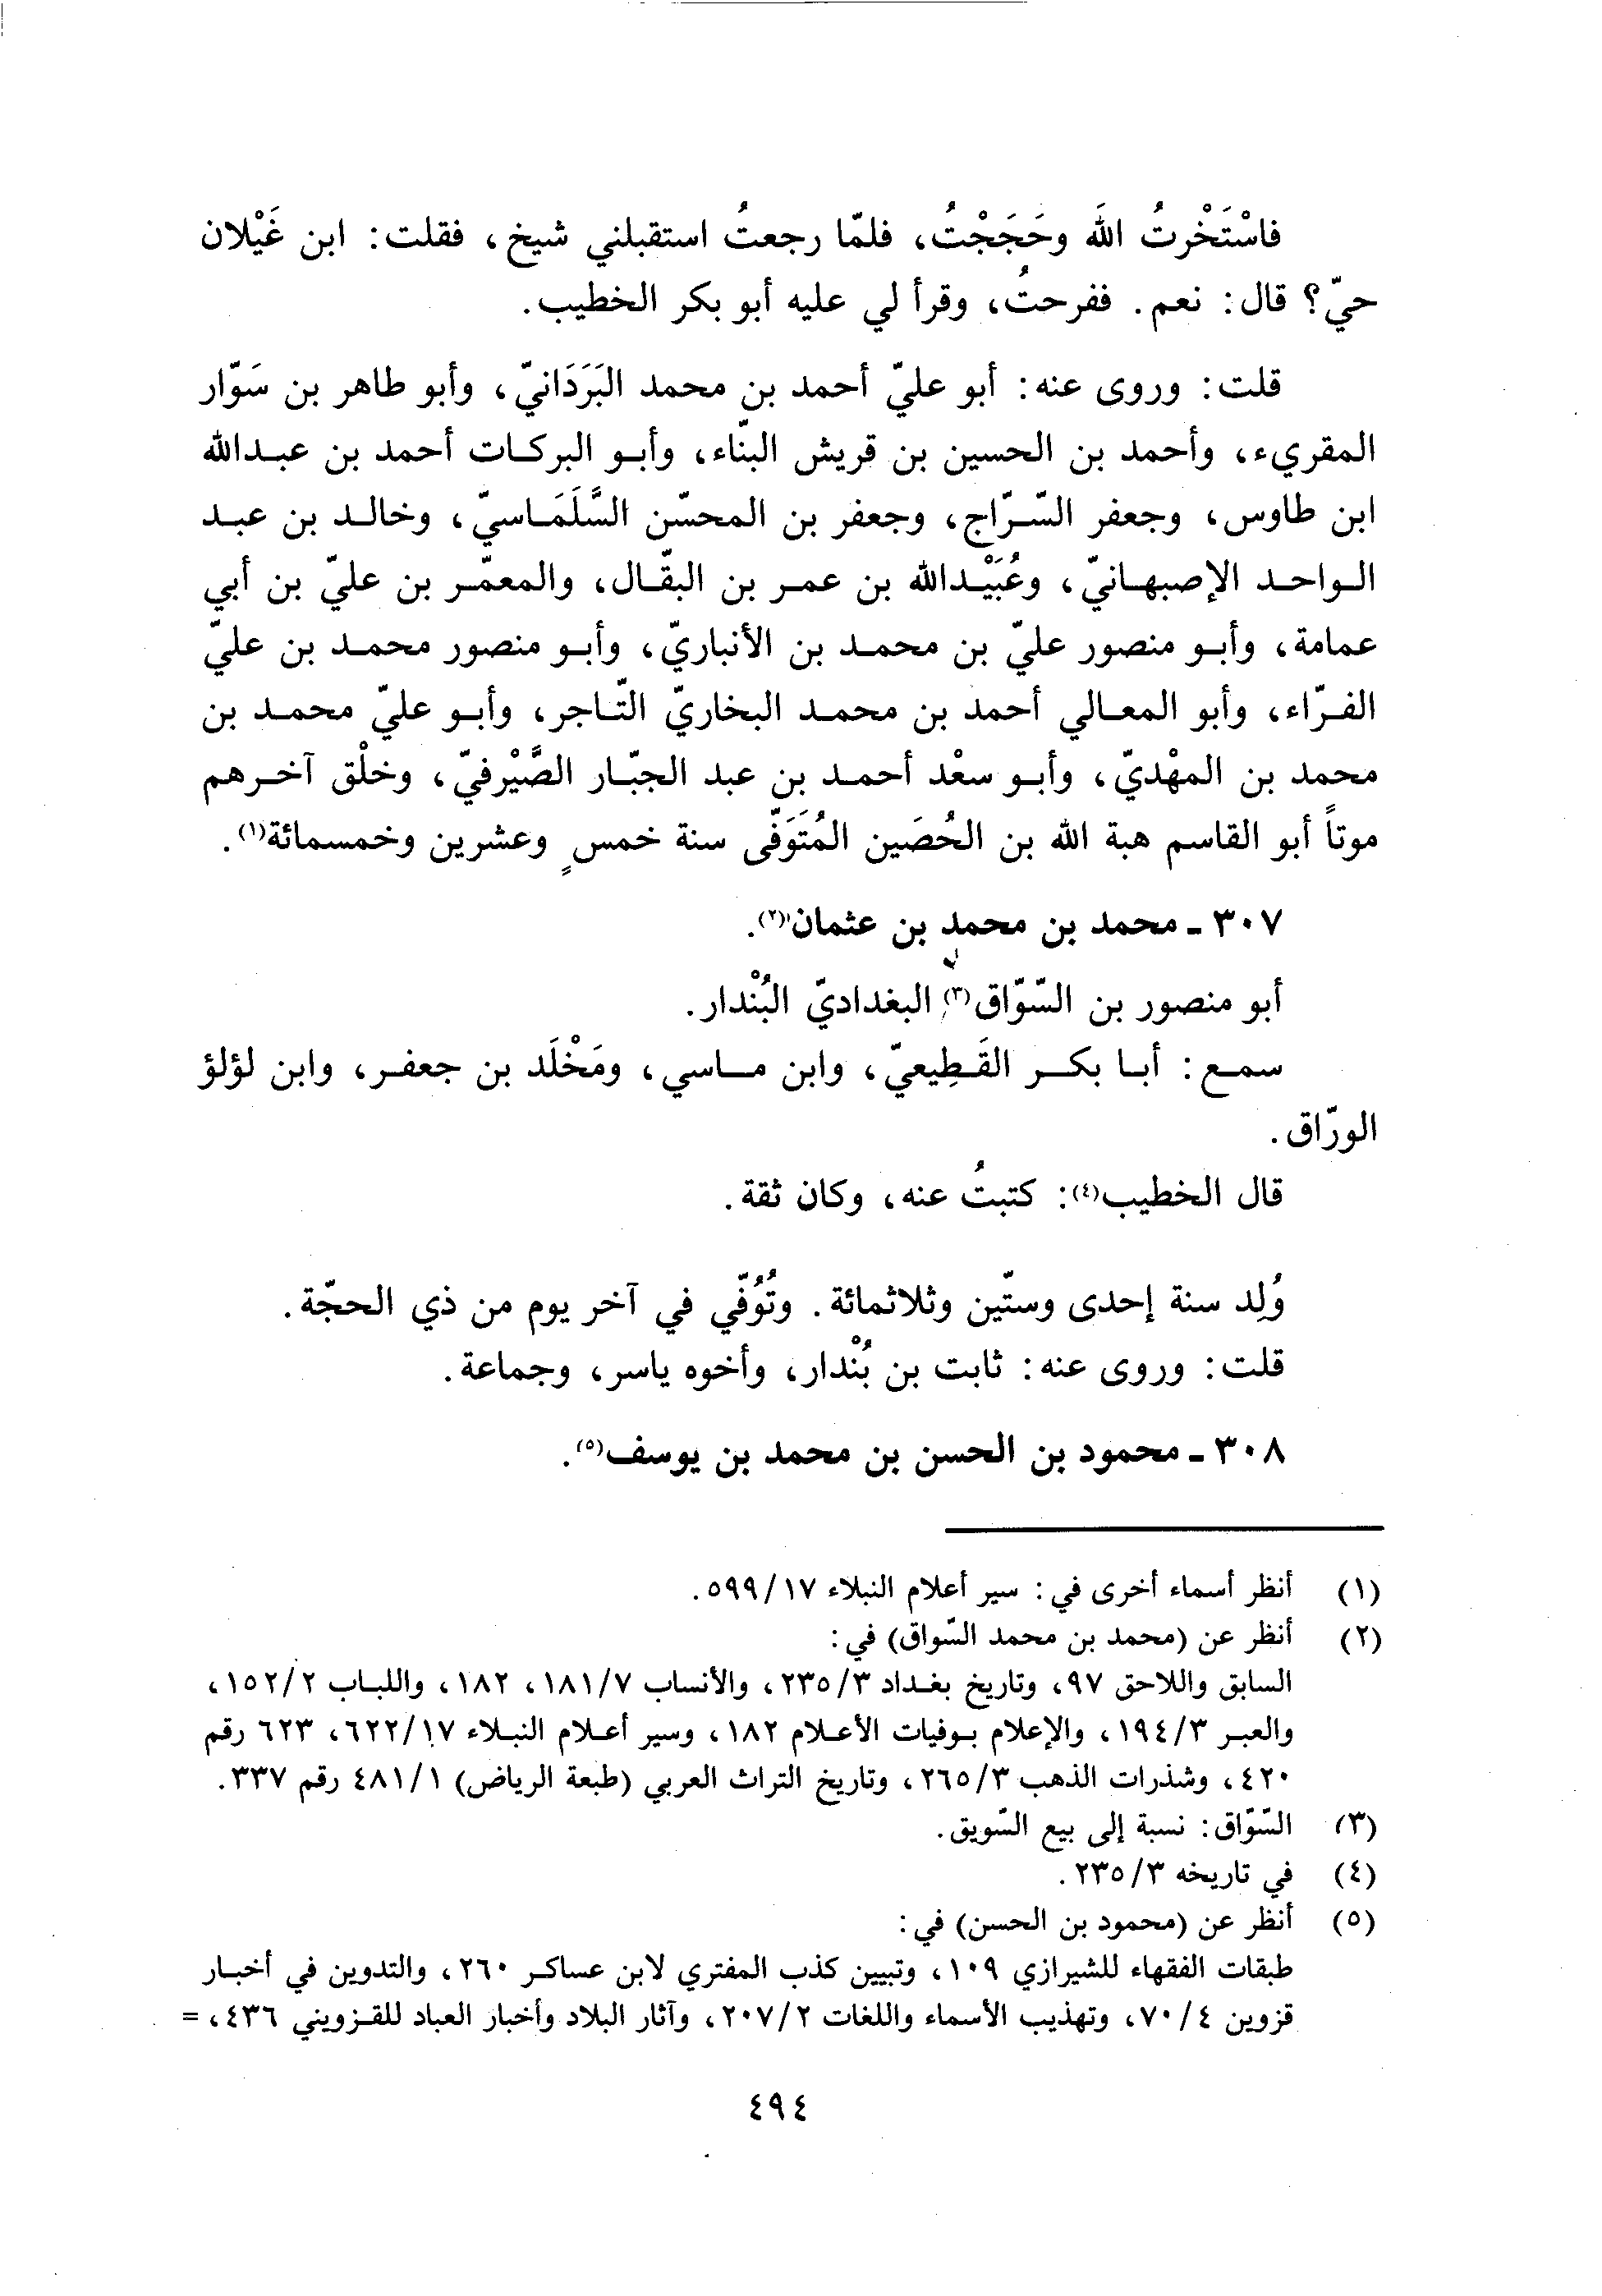 فاسْتَخْرتُ الله وحَجَجْتُ، فلمّا رجعتُ استقبلني شيخ، فقلت: ابن غَيْلان
حيّ؟ قال: نعم. ففرحتُ، وقرأ لي عليه أبو بكر الخطيب.
قلت: وروى عنه: أبو عليّ أحمد بن محمد البَرَدَانيّ، وأبو طاهر بن سَوّار
المقريء، وأحمد بن الحسين بن قريش البنّاء، وأبو البركات أحمد بن عبدالله
ابن طاوس، وجعفر السّرّاج، وجعفر بن المحسّن السَّلَمَاسيّ، وخالد بن عبد
الواحد الإصبهانيّ، وعُبَيْدالله بن عمر بن البقّال، والمعمّر بن عليّ بن أبي
عمامة، وأبو منصور عليّ بن محمد بن الأنباريّ، وأبو منصور محمد بن عليّ
الفرّاء، وأبو المعالي أحمد بن محمد البخاريّ التّاجر، وأبو عليّ محمد بن
محمد بن المهْديّ، وأبو سعْد أحمد بن عبد الجبّار الصَّيْرفيّ، وخلْق آخرهم
موتاً أبو القاسم هبة الله بن الحُصَين المُتَوَفّى سنة خمسٍ وعشرين وخمسمائة(١).
٣٠٧ ـ محمد بن محمد بن عثمان(٢).
أبو منصور بن السّوّاق(٣) البغداديّ البُنْدار.
سمع: أبا بكر القَطِيعيّ، وابن ماسي، ومَخْلَد بن جعفر، وابن لؤلؤ
الورّاق.
قال الخطيب(٤): كتبتُ عنه، وكان ثقة.
وُلِد سنة إحدى وستّين وثلاثمائة. وتُوُفّي في آخر يوم من ذي الحجّة.
قلت: وروى عنه: ثابت بن بُنْدار، وأخوه ياسر، وجماعة.
٣٠٨ ـ محمود بن الحسن بن محمد بن يوسف(٥).
(١) أنظر أسماء أخرى في: سير أعلام النبلاء ٥٩٩/١٧.
(٢) أنظر عن (محمد بن محمد السّواق) في:
السابق واللاحق ٩٧، وتاريخ بغداد ٢٣٥/٣، والأنساب ١٨١/٧، ١٨٢، واللباب ١٥٢/٢،
والعبر ١٩٤/٣، والإعلام بوفيات الأعلام ١٨٢، وسير أعلام النبلاء ٦٢٢/١٧، ٦٢٣ رقم
٤٢٠، وشذرات الذهب ٢٦٥/٣، وتاريخ التراث العربي (طبعة الرياض) ٤٨١/١ رقم ٣٣٧.
(٣) السّوّاق: نسبة إلى بيع السّويق.
(٤) في تاريخه ٢٣٥/٣.
(٥) أنظر عن (محمود بن الحسن) في:
طبقات الفقهاء للشيرازي ١٠٩، وتبيين كذب المفتري لابن عساكر ٢٦٠، والتدوين في أخبار
قزوين ٧٠/٤، وتهذيب الأسماء واللغات ٢٠٧/٢، وآثار البلاد وأخبار العباد للقزويني ٤٣٦، =
٤٩٤